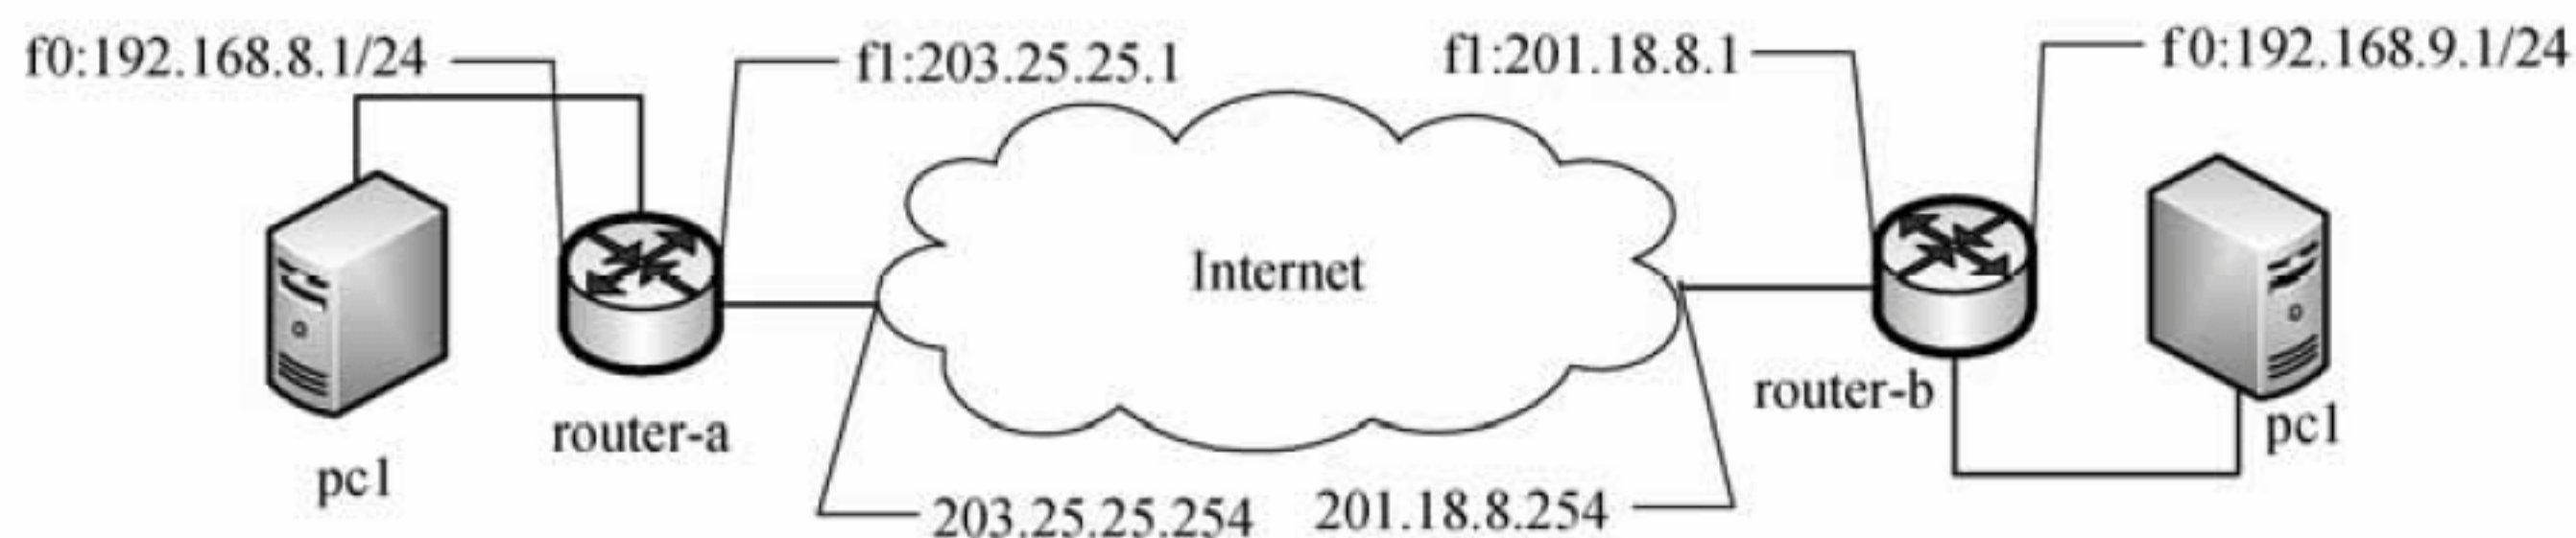 f0:192.168.8.1/24
f1:203.25.25.1
f1:201.18.8.1
f0:192.168.9.1/24
Internet
router-a
router-b
pc1
pc1
203.25.25.254
201.18.8.254